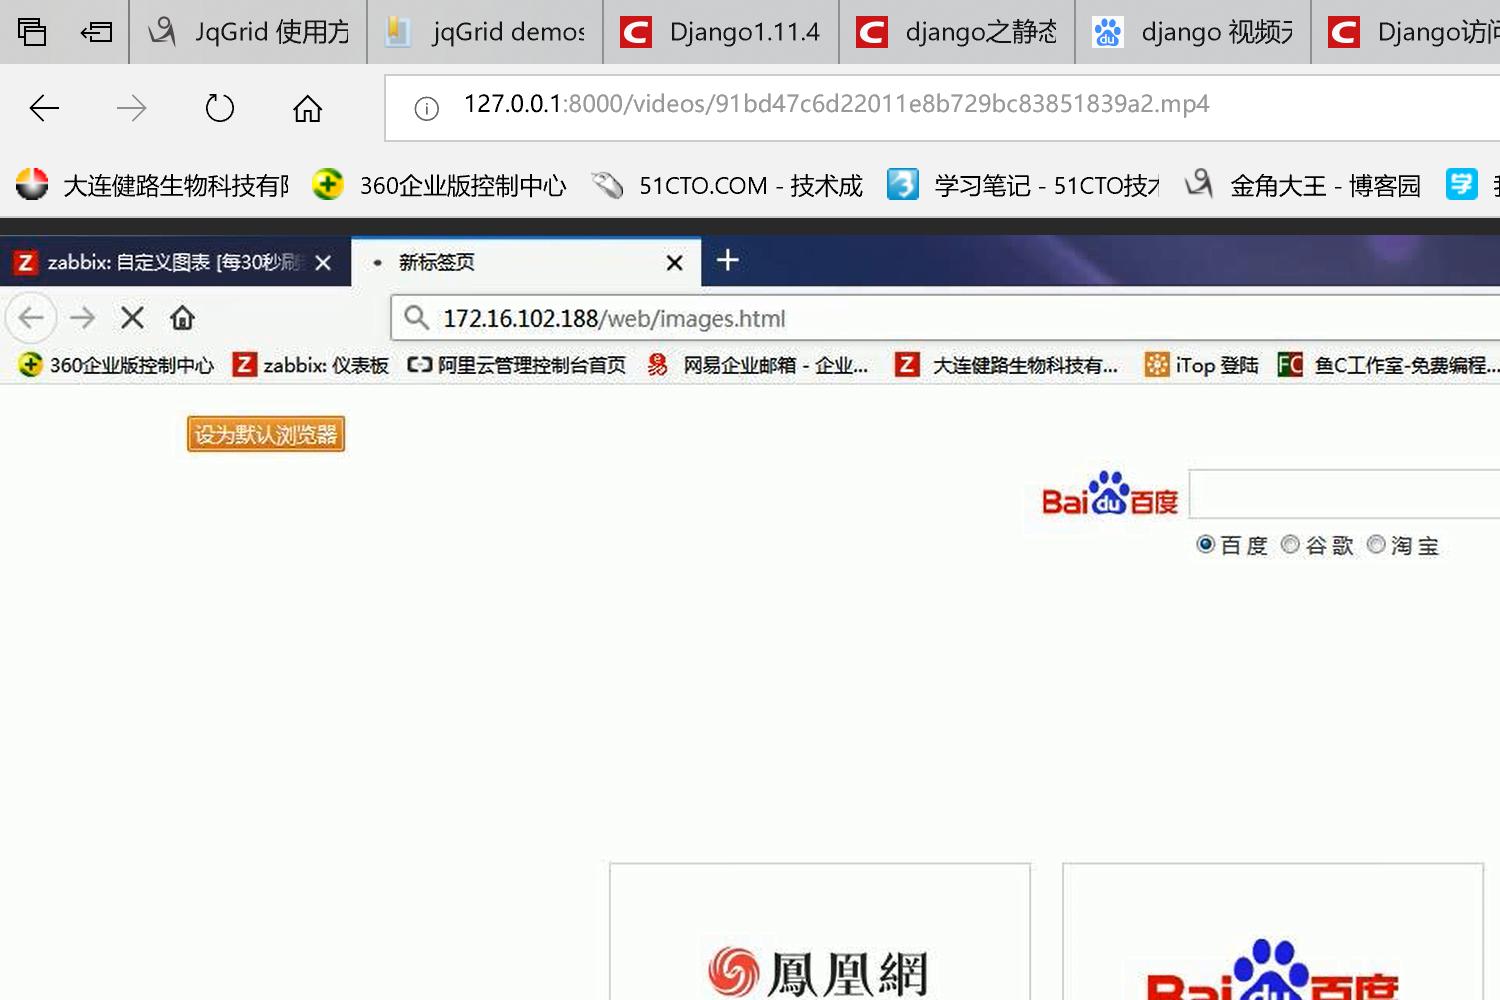 JqGrid 使用方 jqGrid demos Django1.11.4 django之静态 django 视频 Django访问
127.0.0.1:8000/videos/91bd47c6d22011e8b729bc83851839a2.mp4
大连健路生物科技有限 360企业版控制中心 51CTO.COM - 技术成 学习笔记 - 51CTO技术 金角大王 - 博客园 学
zabbix: 自定义图表 [每30秒刷 新标签页
172.16.102.188/web/images.html
360企业版控制中心 zabbix: 仪表板 阿里云管理控制台首页 网易企业邮箱 - 企业... 大连健路生物科技有... iTop 登陆 FC 鱼C工作室-免费编程...
设为默认浏览器
Bai du 百度
百度 谷歌 淘宝
鳳凰網 Bai du 百度